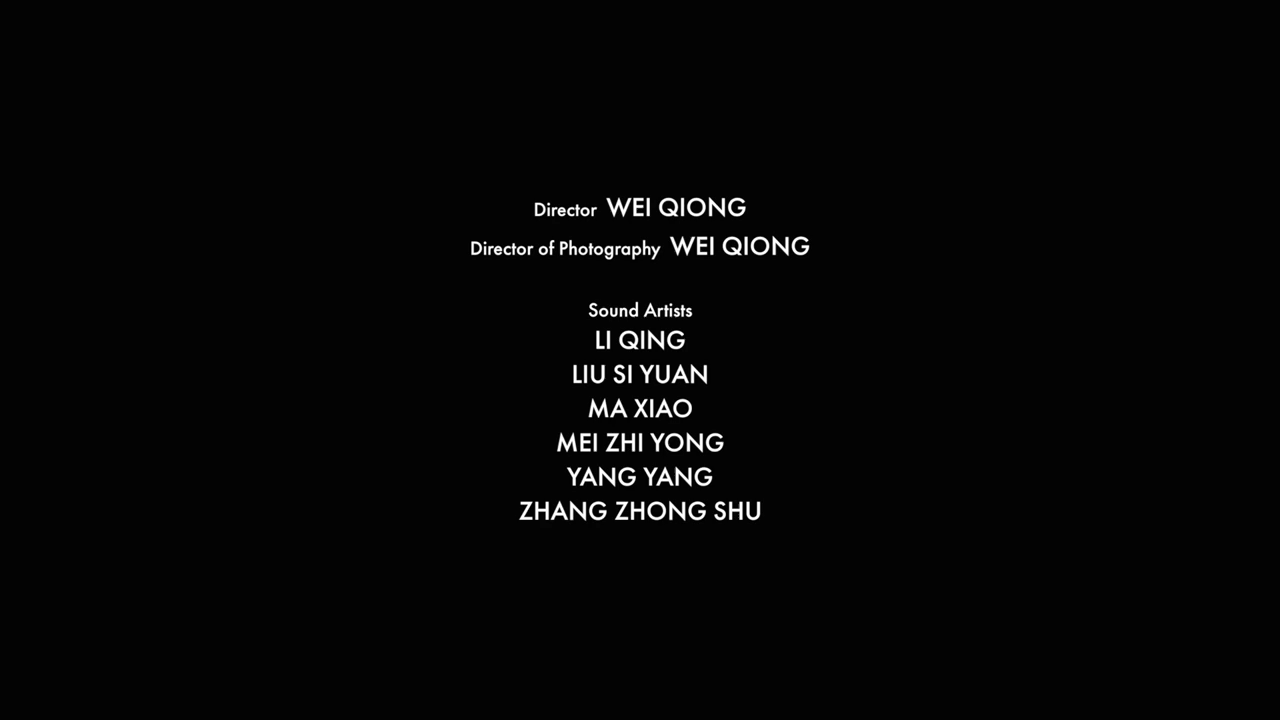 Director WEI QIONG
Director of Photography WEI QIONG
Sound Artists
LI QING
LIU SI YUAN
MA XIAO
MEI ZHI YONG
YANG YANG
ZHANG ZHONG SHU